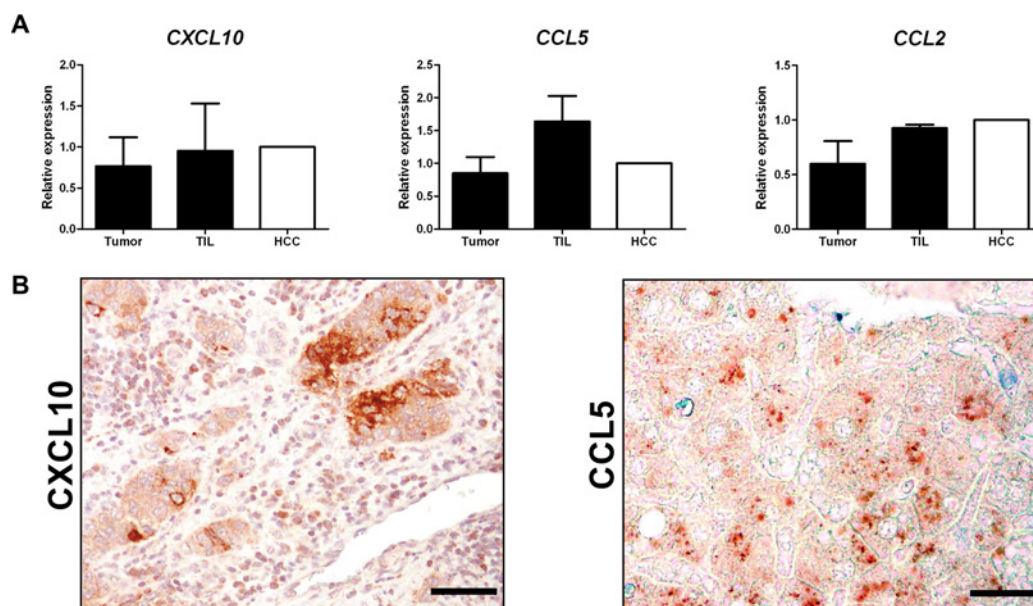 A
CXCL10
Relative expression
2.0
1.5
1.0
0.5
0.0
Tumor TIL HCC
CCL5
Relative expression
2.5
2.0
1.5
1.0
0.5
0.0
Tumor TIL HCC
CCL2
Relative expression
1.5
1.0
0.5
0.0
Tumor TIL HCC
B
CXCL10
CCL5